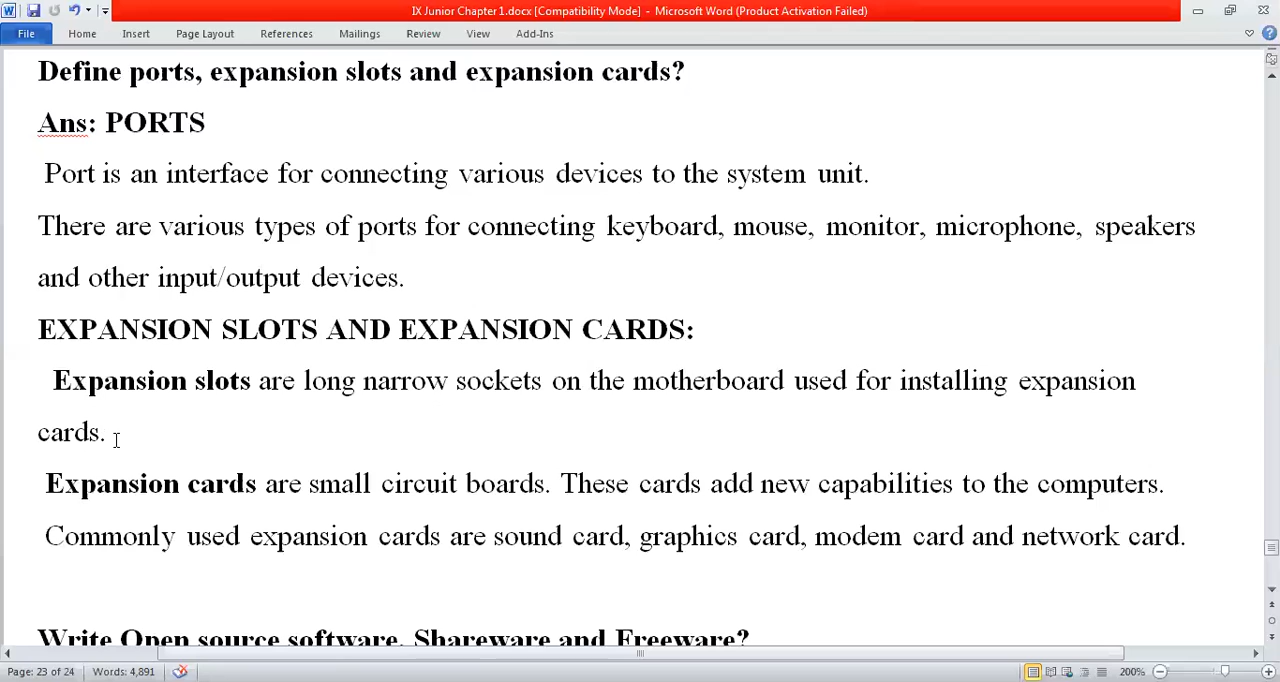 IX Junior Chapter 1.docx [Compatibility Mode] - Microsoft Word (Product Activation Failed)
File Home Insert Page Layout References Mailings Review View Add-Ins
Define ports, expansion slots and expansion cards?
Ans: PORTS
Port is an interface for connecting various devices to the system unit.
There are various types of ports for connecting keyboard, mouse, monitor, microphone, speakers
and other input/output devices.
EXPANSION SLOTS AND EXPANSION CARDS:
Expansion slots are long narrow sockets on the motherboard used for installing expansion
cards.
Expansion cards are small circuit boards. These cards add new capabilities to the computers.
Commonly used expansion cards are sound card, graphics card, modem card and network card.
Write Open source software, Shareware and Freeware?
Page: 23 of 24 Words: 4,891 200%